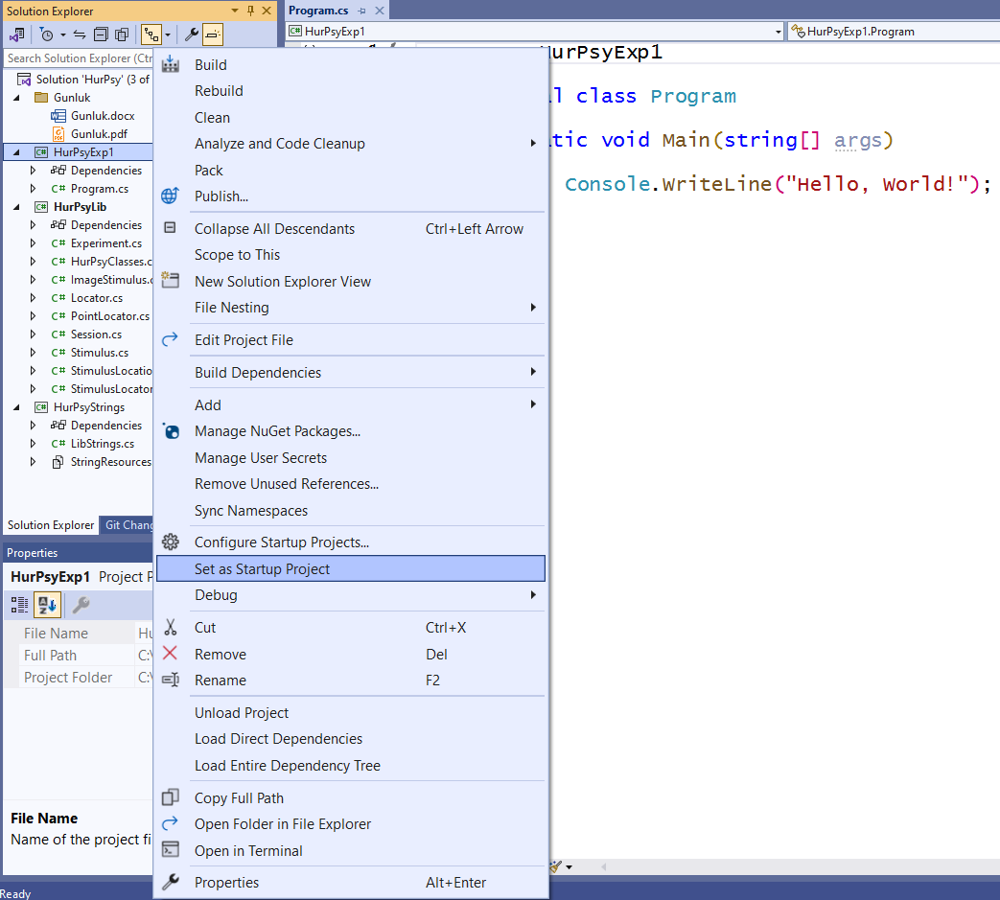 Solution Explorer
Search Solution Explorer (Ctr
Solution 'HurPsy' (3 of
Gunluk
Gunluk.docx
Gunluk.pdf
C# HurPsyExp1
Dependencies
C# Program.cs
C# HurPsyLib
Dependencies
C# Experiment.cs
C# HurPsyClasses.c
C# ImageStimulus.c
C# Locator.cs
C# PointLocator.cs
C# Session.cs
C# Stimulus.cs
C# StimulusLocatio
C# StimulusLocator
C# HurPsyStrings
Dependencies
C# LibStrings.cs
StringResources
Solution Explorer Git Chang
Properties
HurPsyExp1 Project P
File Name Hu
Full Path C:\
Project Folder C:\
File Name
Name of the project fi
Ready
Build
Rebuild
Clean
Analyze and Code Cleanup
Pack
Publish...
Collapse All Descendants Ctrl+Left Arrow
Scope to This
New Solution Explorer View
File Nesting
Edit Project File
Build Dependencies
Add
Manage NuGet Packages...
Manage User Secrets
Remove Unused References...
Sync Namespaces
Configure Startup Projects...
Set as Startup Project
Debug
Cut Ctrl+X
Remove Del
Rename F2
Unload Project
Load Direct Dependencies
Load Entire Dependency Tree
Copy Full Path
Open Folder in File Explorer
Open in Terminal
Properties Alt+Enter
Program.cs
C# HurPsyExp1 HurPsyExp1.Program
HurPsyExp1
l class Program
tic void Main(string[] args)
Console.WriteLine("Hello, World!");